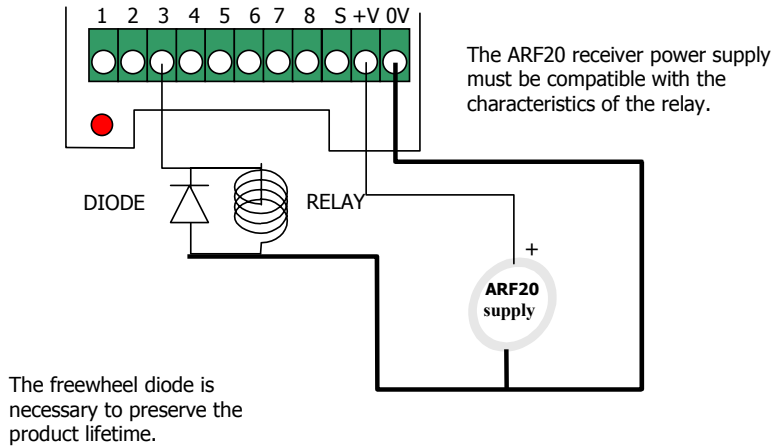 1 2 3 4 5 6 7 8 S +V 0V
The ARF20 receiver power supply
must be compatible with the
characteristics of the relay.
DIODE
RELAY
+
ARF20
supply
The freewheel diode is
necessary to preserve the
product lifetime.